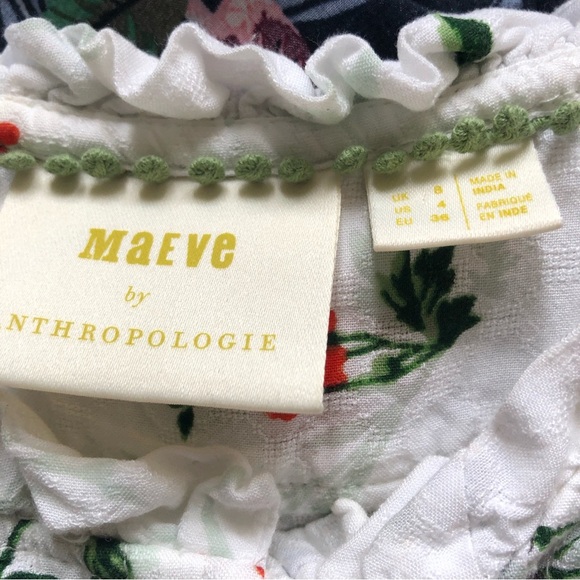 MAEVE
by
NTHROPOLOGIE
UK 8
US 4
EU 36
MADE IN
INDIA
FABRIQUÉ
EN INDE